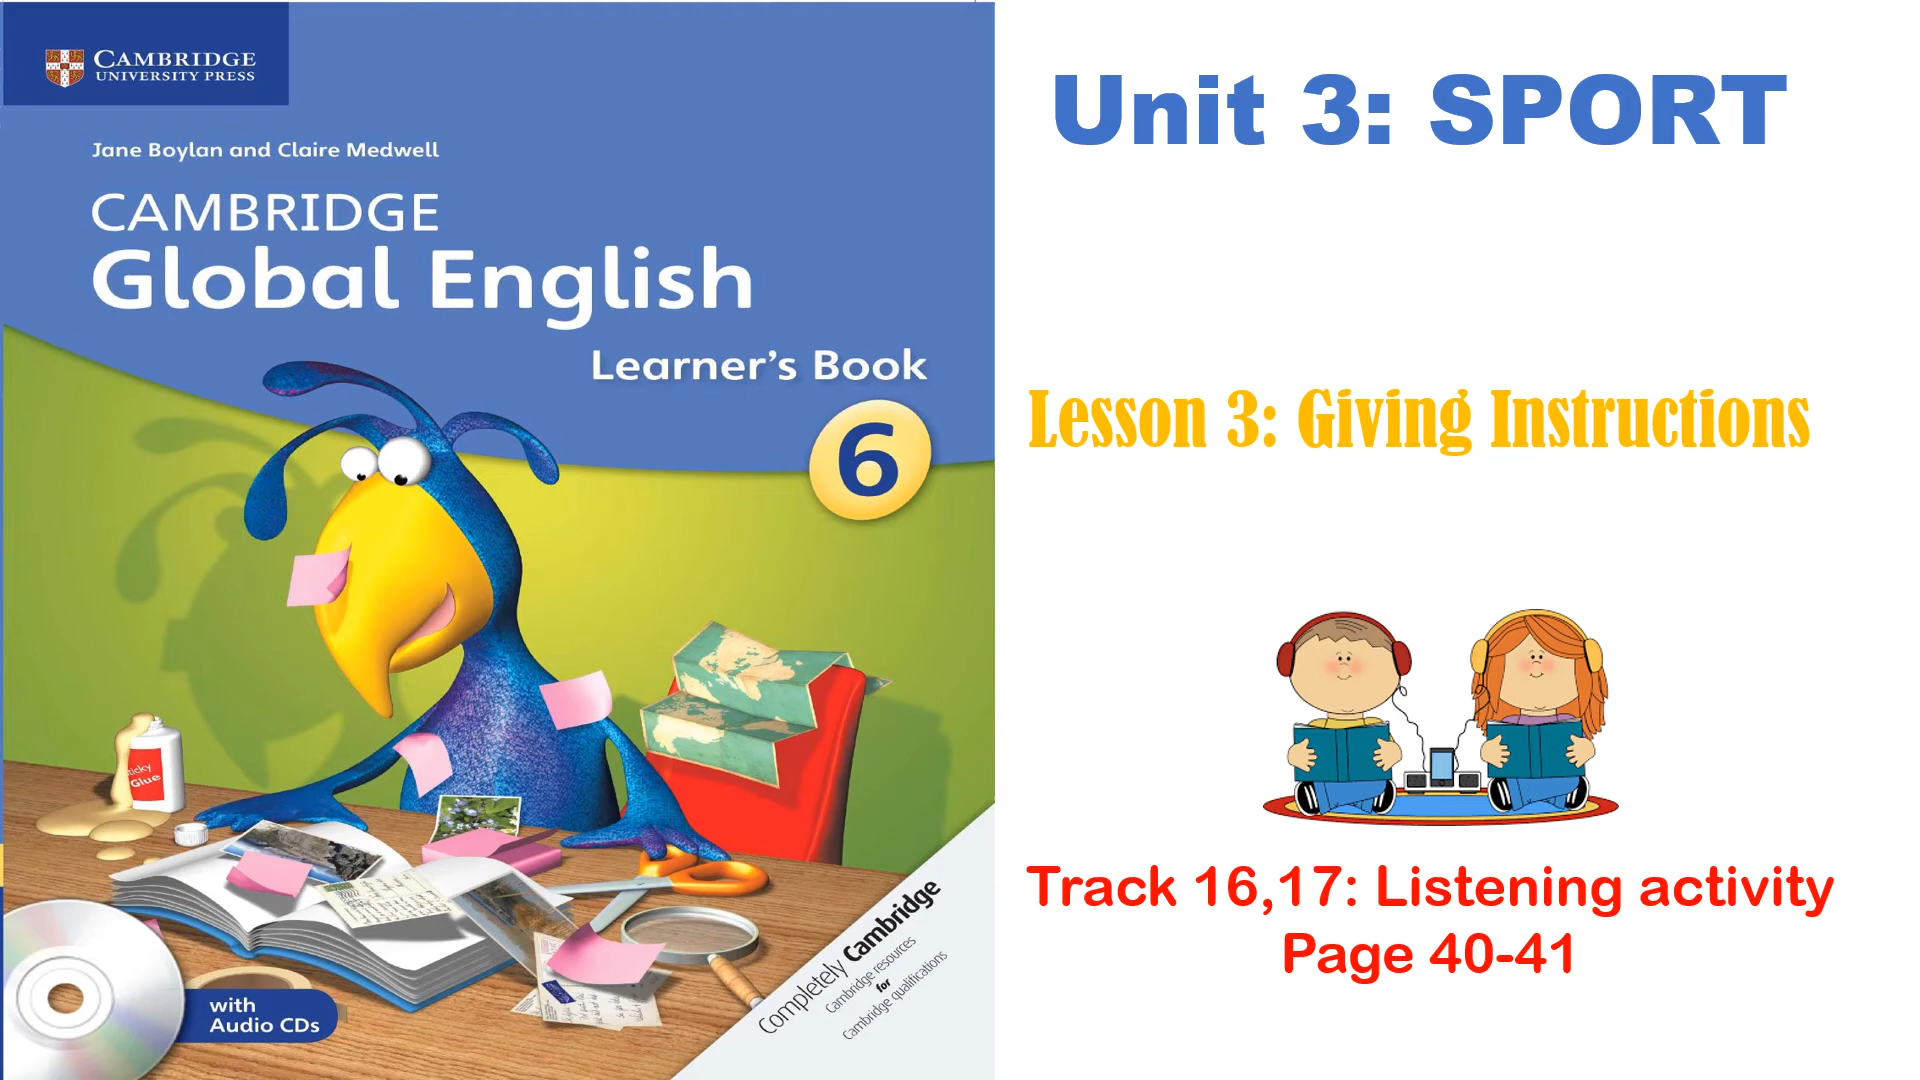 CAMBRIDGE
UNIVERSITY PRESS
Jane Boylan and Claire Medwell
CAMBRIDGE
Global English
Learner's Book
6
Sticky
Glue
with
Audio CDs
Completely Cambridge
Cambridge resources
for
Cambridge qualifications
Unit 3: SPORT
Lesson 3: Giving Instructions
Track 16,17: Listening activity
Page 40-41